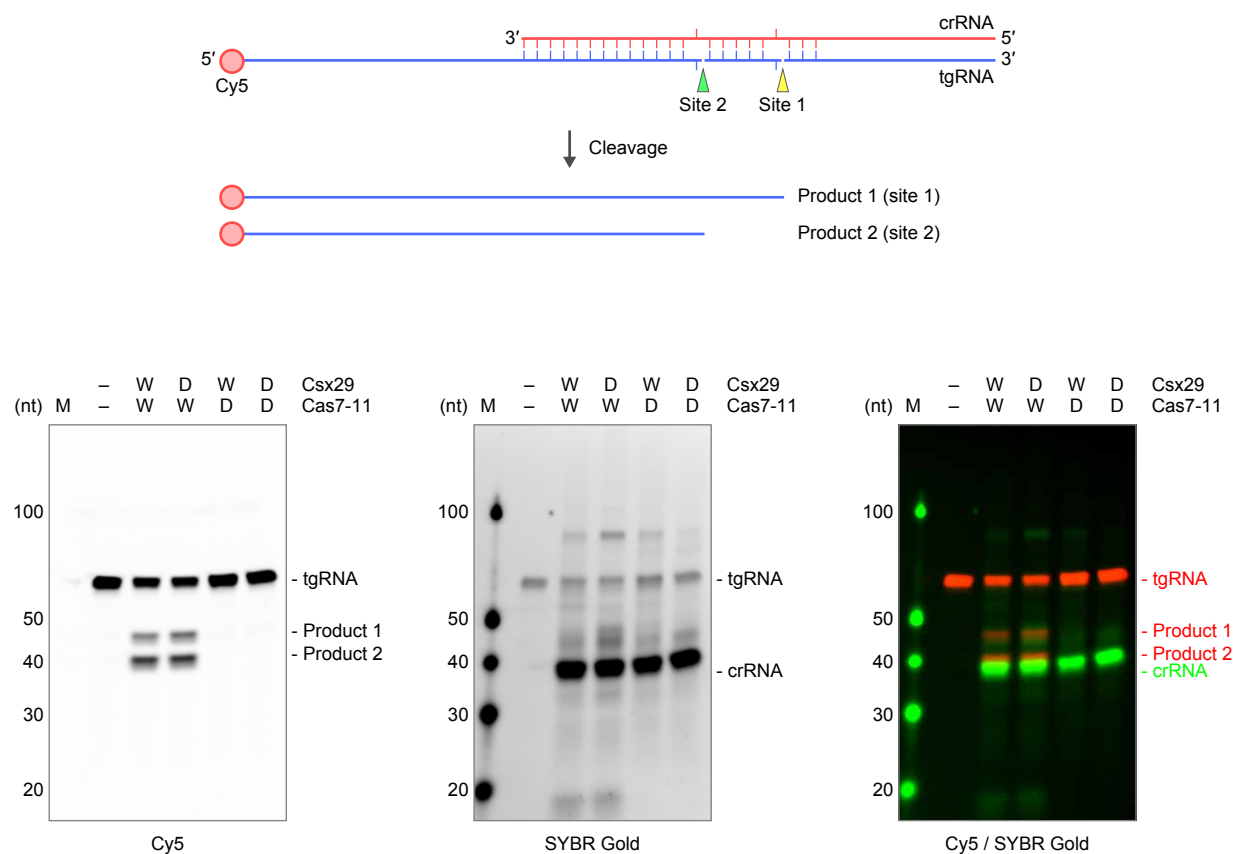 crRNA
3′ 5′
5′ 3′
Cy5 tgRNA
Site 2 Site 1
Cleavage
Product 1 (site 1)
Product 2 (site 2)
– W D W D Csx29
(nt) M – W W D D Cas7-11
100
tgRNA
50
- Product 1
- Product 2
40
30
20
Cy5
– W D W D Csx29
(nt) M – W W D D Cas7-11
100
- tgRNA
50
40
- crRNA
30
20
SYBR Gold
– W D W D Csx29
(nt) M – W W D D Cas7-11
100
- tgRNA
50
- Product 1
- Product 2
40
- crRNA
30
20
Cy5 / SYBR Gold